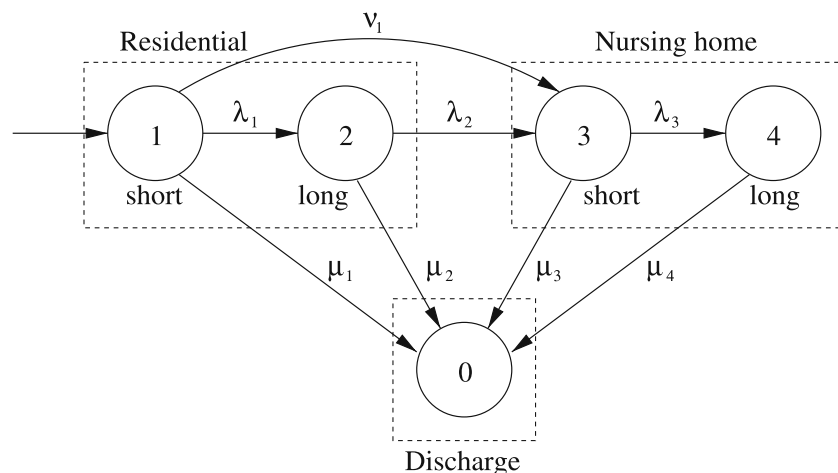 ν₁
Residential
Nursing home
1
λ₁
2
λ₂
3
λ₃
4
short
long
short
long
μ₁
μ₂
μ₃
μ₄
0
Discharge